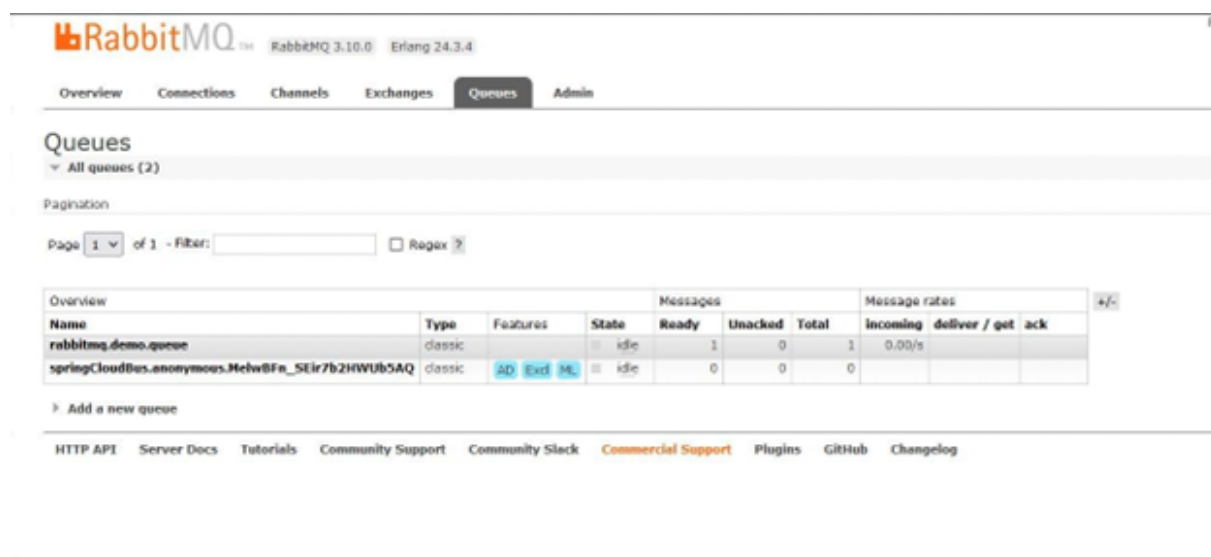 RabbitMQ TM RabbitMQ 3.10.0 Erlang 24.3.4
Overview Connections Channels Exchanges Queues Admin
Queues
All queues (2)
Pagination
Page 1 of 1 - Filter: Regex ?
Overview Messages Message rates +/-
Name Type Features State Ready Unacked Total incoming deliver / get ack
rabbitmq.demo.queue classic idle 1 0 1 0.00/s
springCloudBus.anonymous.MelwBFn_SEir7b2HWUb5AQ classic AD Excl ML idle 0 0 0
Add a new queue
HTTP API Server Docs Tutorials Community Support Community Slack Commercial Support Plugins GitHub Changelog